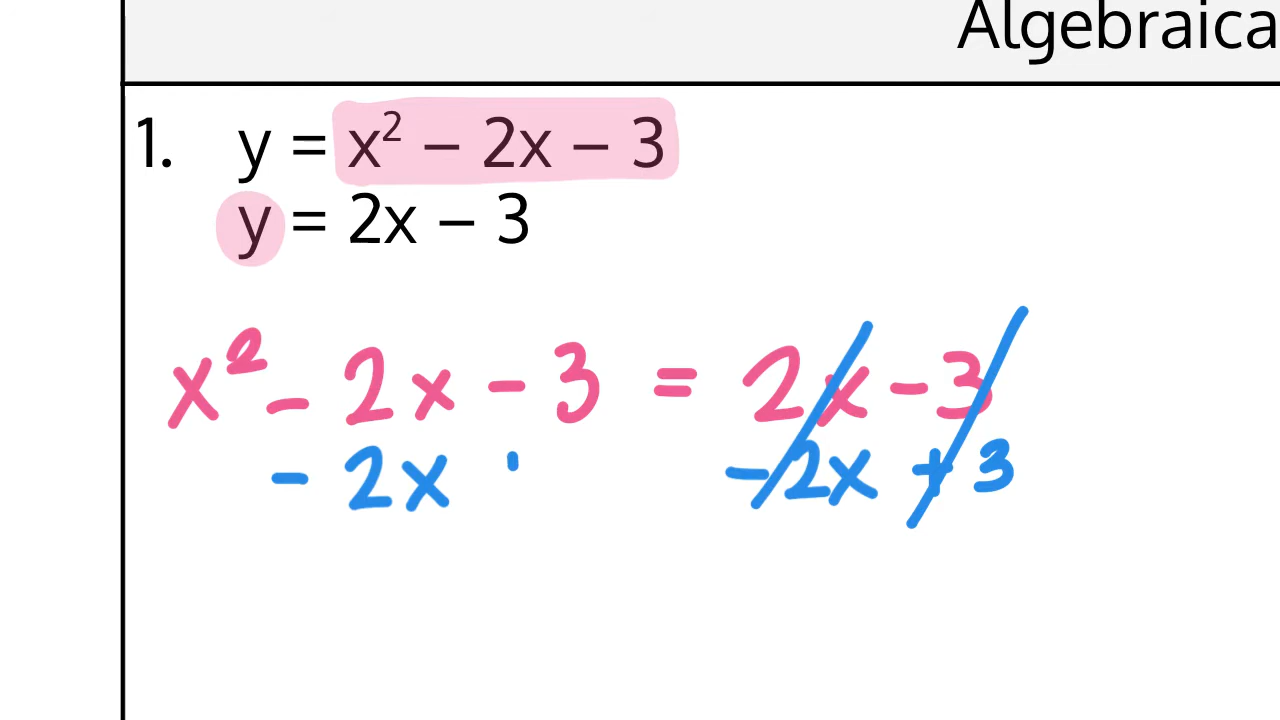 Algebraica
1. y = x² − 2x − 3
y = 2x − 3
x² - 2x - 3 = 2x - 3
- 2x - 2x + 3